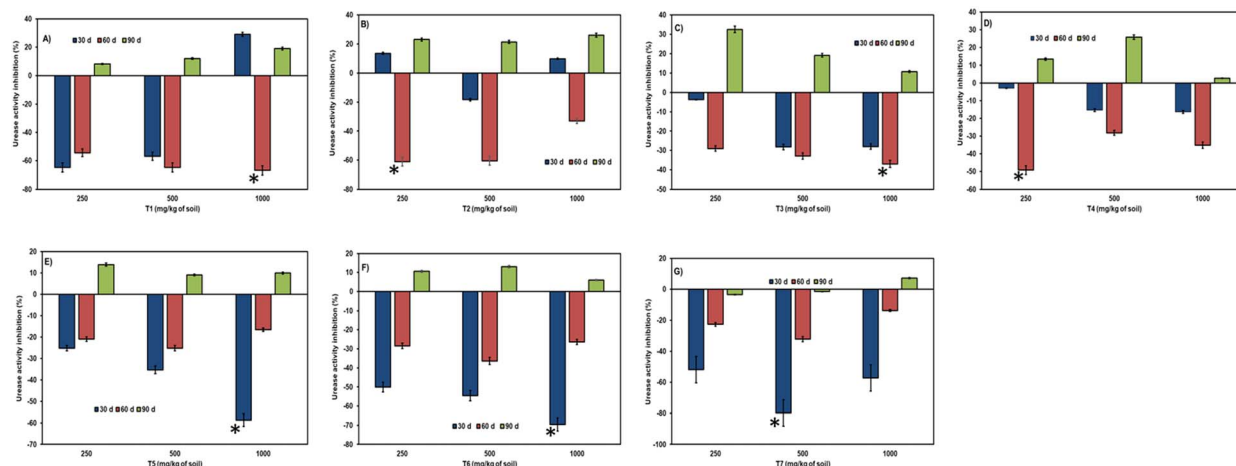 A)
30 d 60 d 90 d
Urease activity inhibition (%)
40
20
0
-20
-40
-60
-80
250 500 1000
T1 (mg/kg of soil)
*
B)
30 d 60 d 90 d
Urease activity inhibition (%)
40
20
0
-20
-40
-60
-80
250 500 1000
T2 (mg/kg of soil)
*
C)
30 d 60 d 90 d
Urease activity inhibition (%)
40
30
20
10
0
-10
-20
-30
-40
-50
250 500 1000
T3 (mg/kg of soil)
*
D)
30 d 60 d 90 d
Urease activity inhibition (%)
40
30
20
10
0
-10
-20
-30
-40
-50
-60
250 500 1000
T4 (mg/kg of soil)
*
E)
30 d 60 d 90 d
Urease activity inhibition (%)
20
10
0
-10
-20
-30
-40
-50
-60
-70
250 500 1000
T5 (mg/kg of soil)
*
F)
30 d 60 d 90 d
Urease activity inhibition (%)
20
10
0
-10
-20
-30
-40
-50
-60
-70
-80
250 500 1000
T6 (mg/kg of soil)
*
G)
30 d 60 d 90 d
Urease activity inhibition (%)
20
0
-20
-40
-60
-80
-100
250 500 1000
T7 (mg/kg of soil)
*